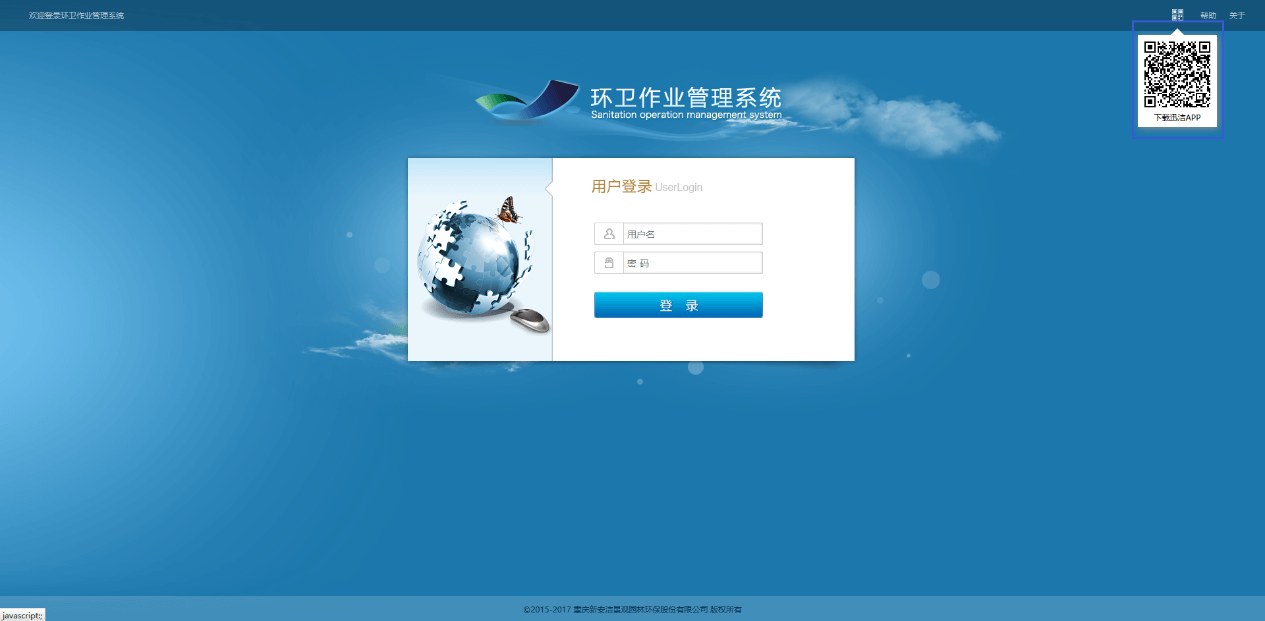 欢迎登录环卫作业管理系统
帮助 关于
下载迅洁APP
环卫作业管理系统
Sanitation operation management system
用户登录 UserLogin
用户名
密 码
登 录
©2015-2017 重庆新安洁景观园林环保股份有限公司 版权所有
javascript:;